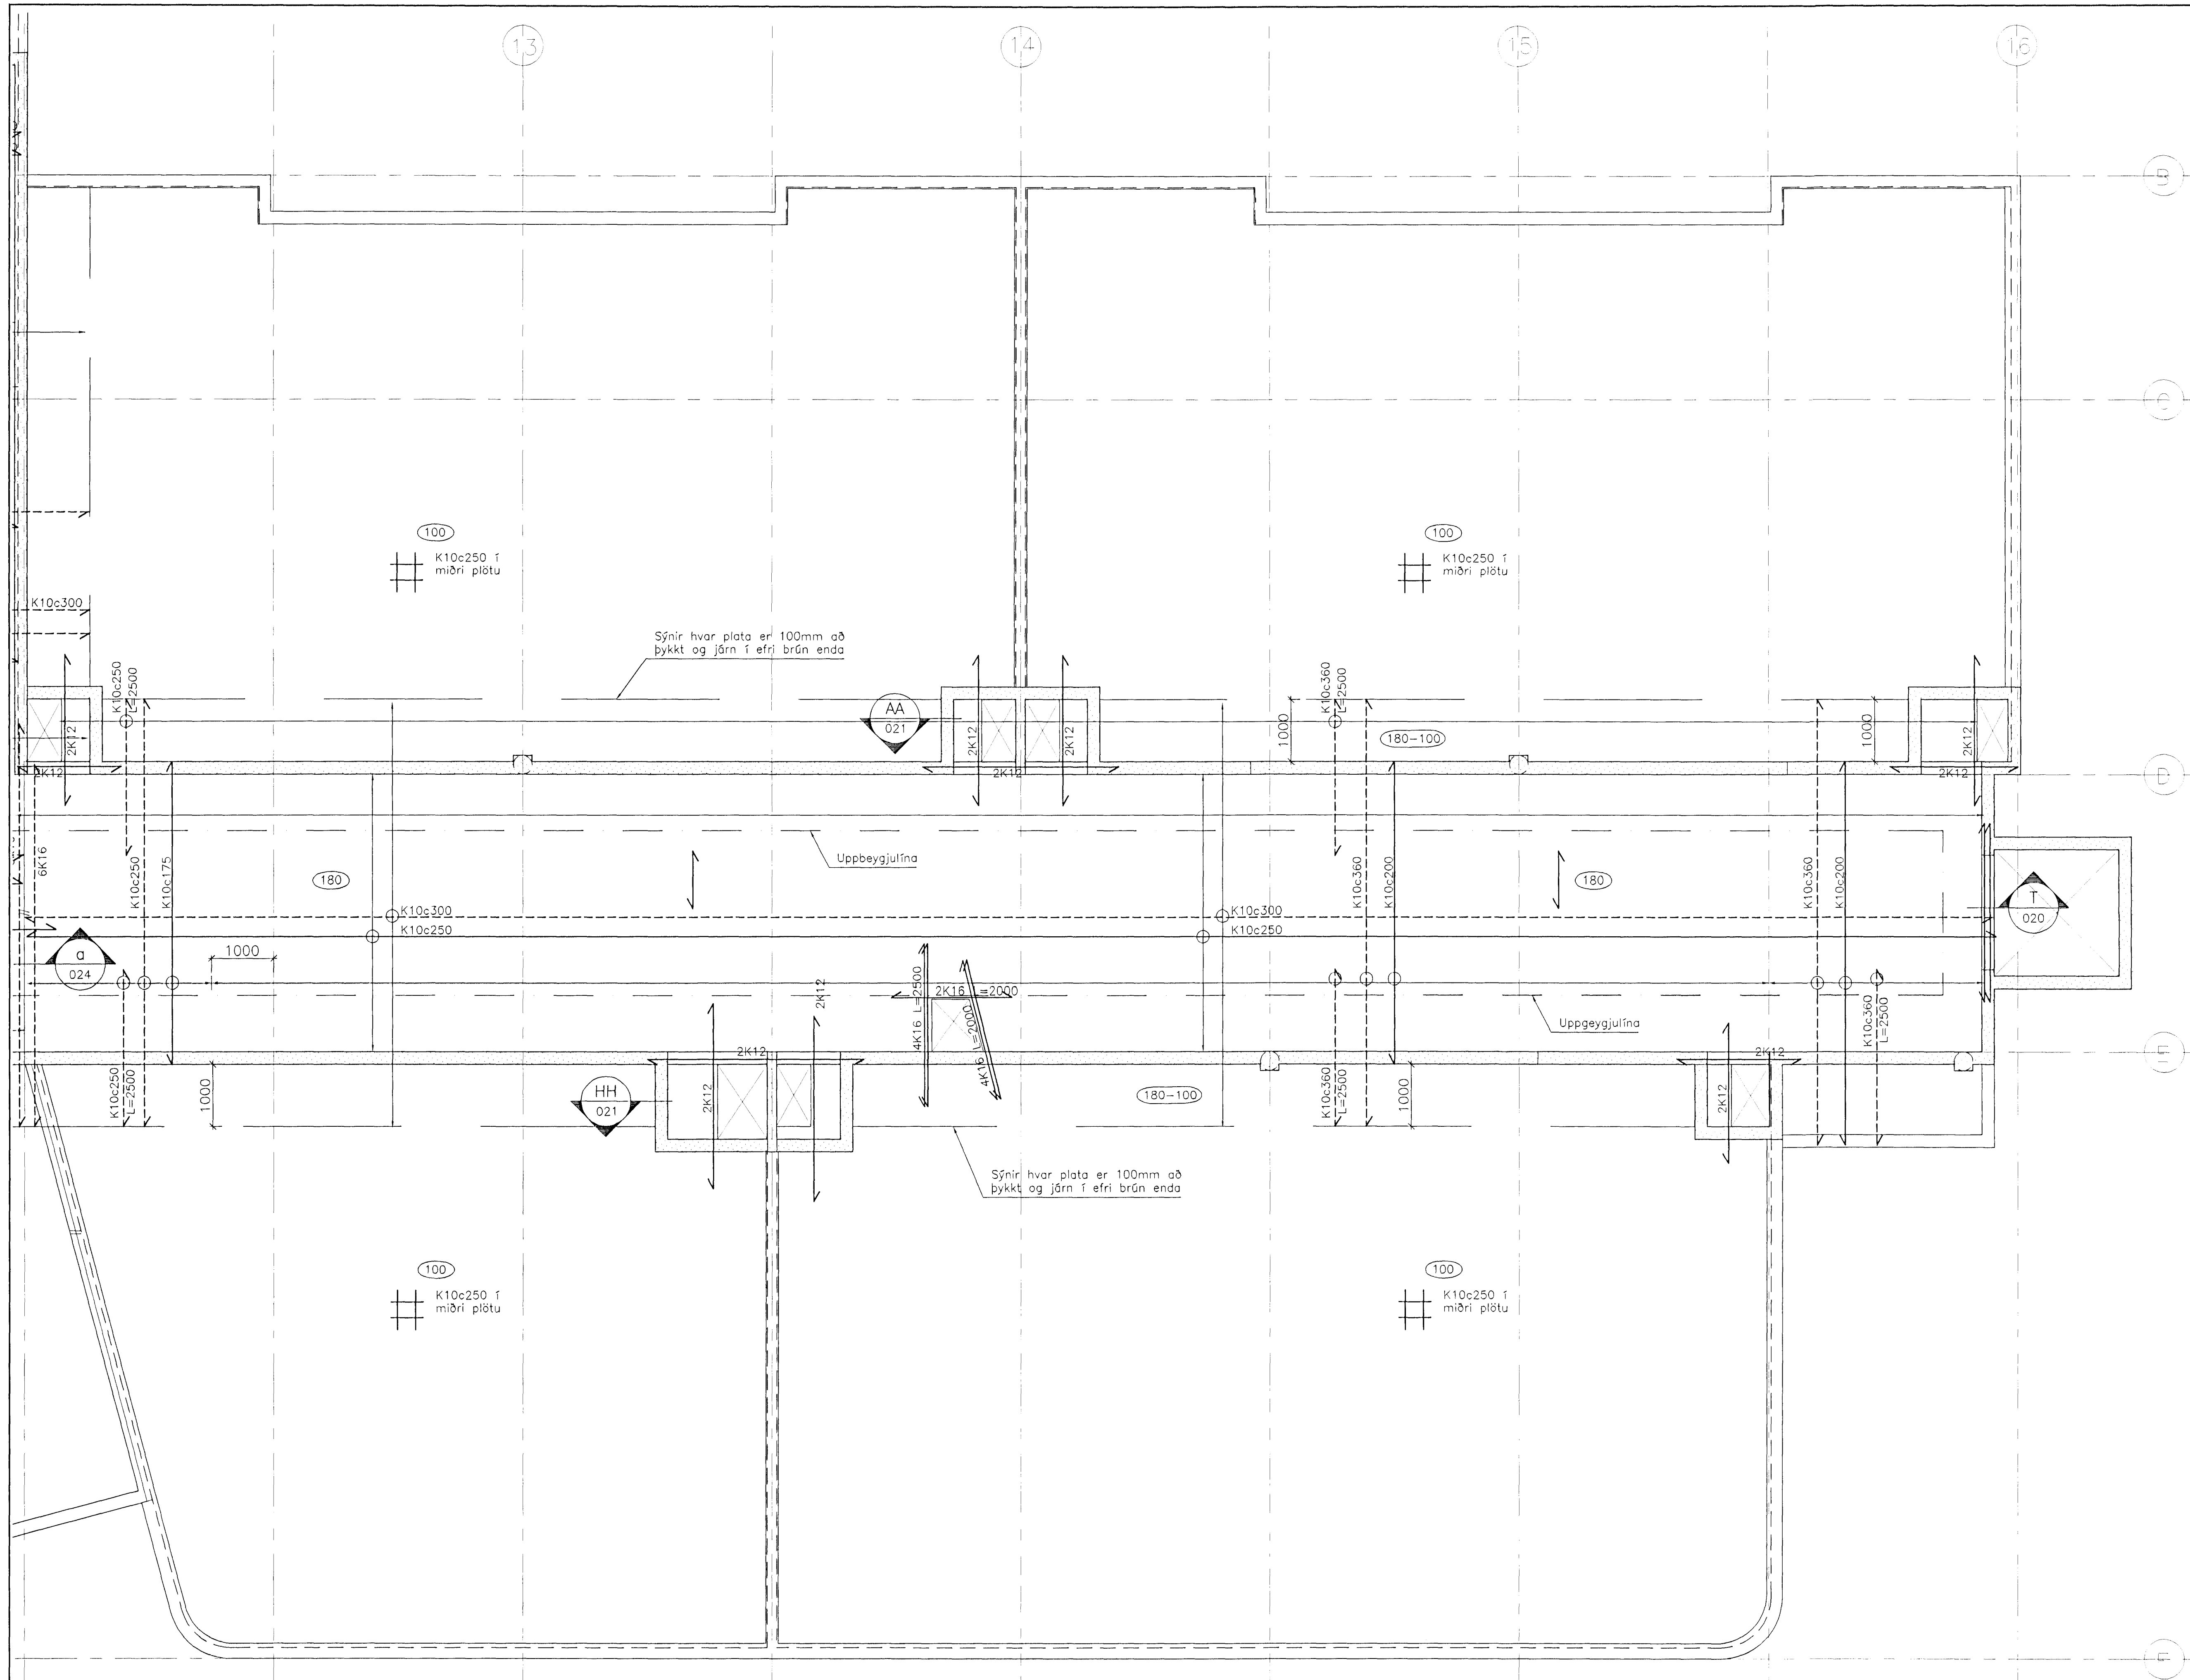 13
14
15
16
B
C
100
K10c250 í
miðri plötu
100
K10c250 í
miðri plötu
K10c300
Sýnir hvar plata er 100mm að
þykkt og járn í efri brún enda
K10c250
L=2500
2K12
2K12
AA
021
2K12
2K12
2K12
K10c360
L=2500
1000
180-100
1000
2K12
2K12
D
6K16
K10c250
K10c175
180
Uppbeygjulína
K10c360
K10c200
180
K10c360
K10c200
T
020
K10c300
K10c250
K10c300
K10c250
a
024
1000
2K12
4K16 L=2500
2K16 L=2000
4K16 L=2000
Uppgeygjulína
K10c360
L=2500
E
K10c250
L=2500
1000
HH
021
2K12
2K12
180-100
K10c360
L=2500
1000
2K12
2K12
Sýnir hvar plata er 100mm að
þykkt og járn í efri brún enda
100
K10c250 í
miðri plötu
100
K10c250 í
miðri plötu
F